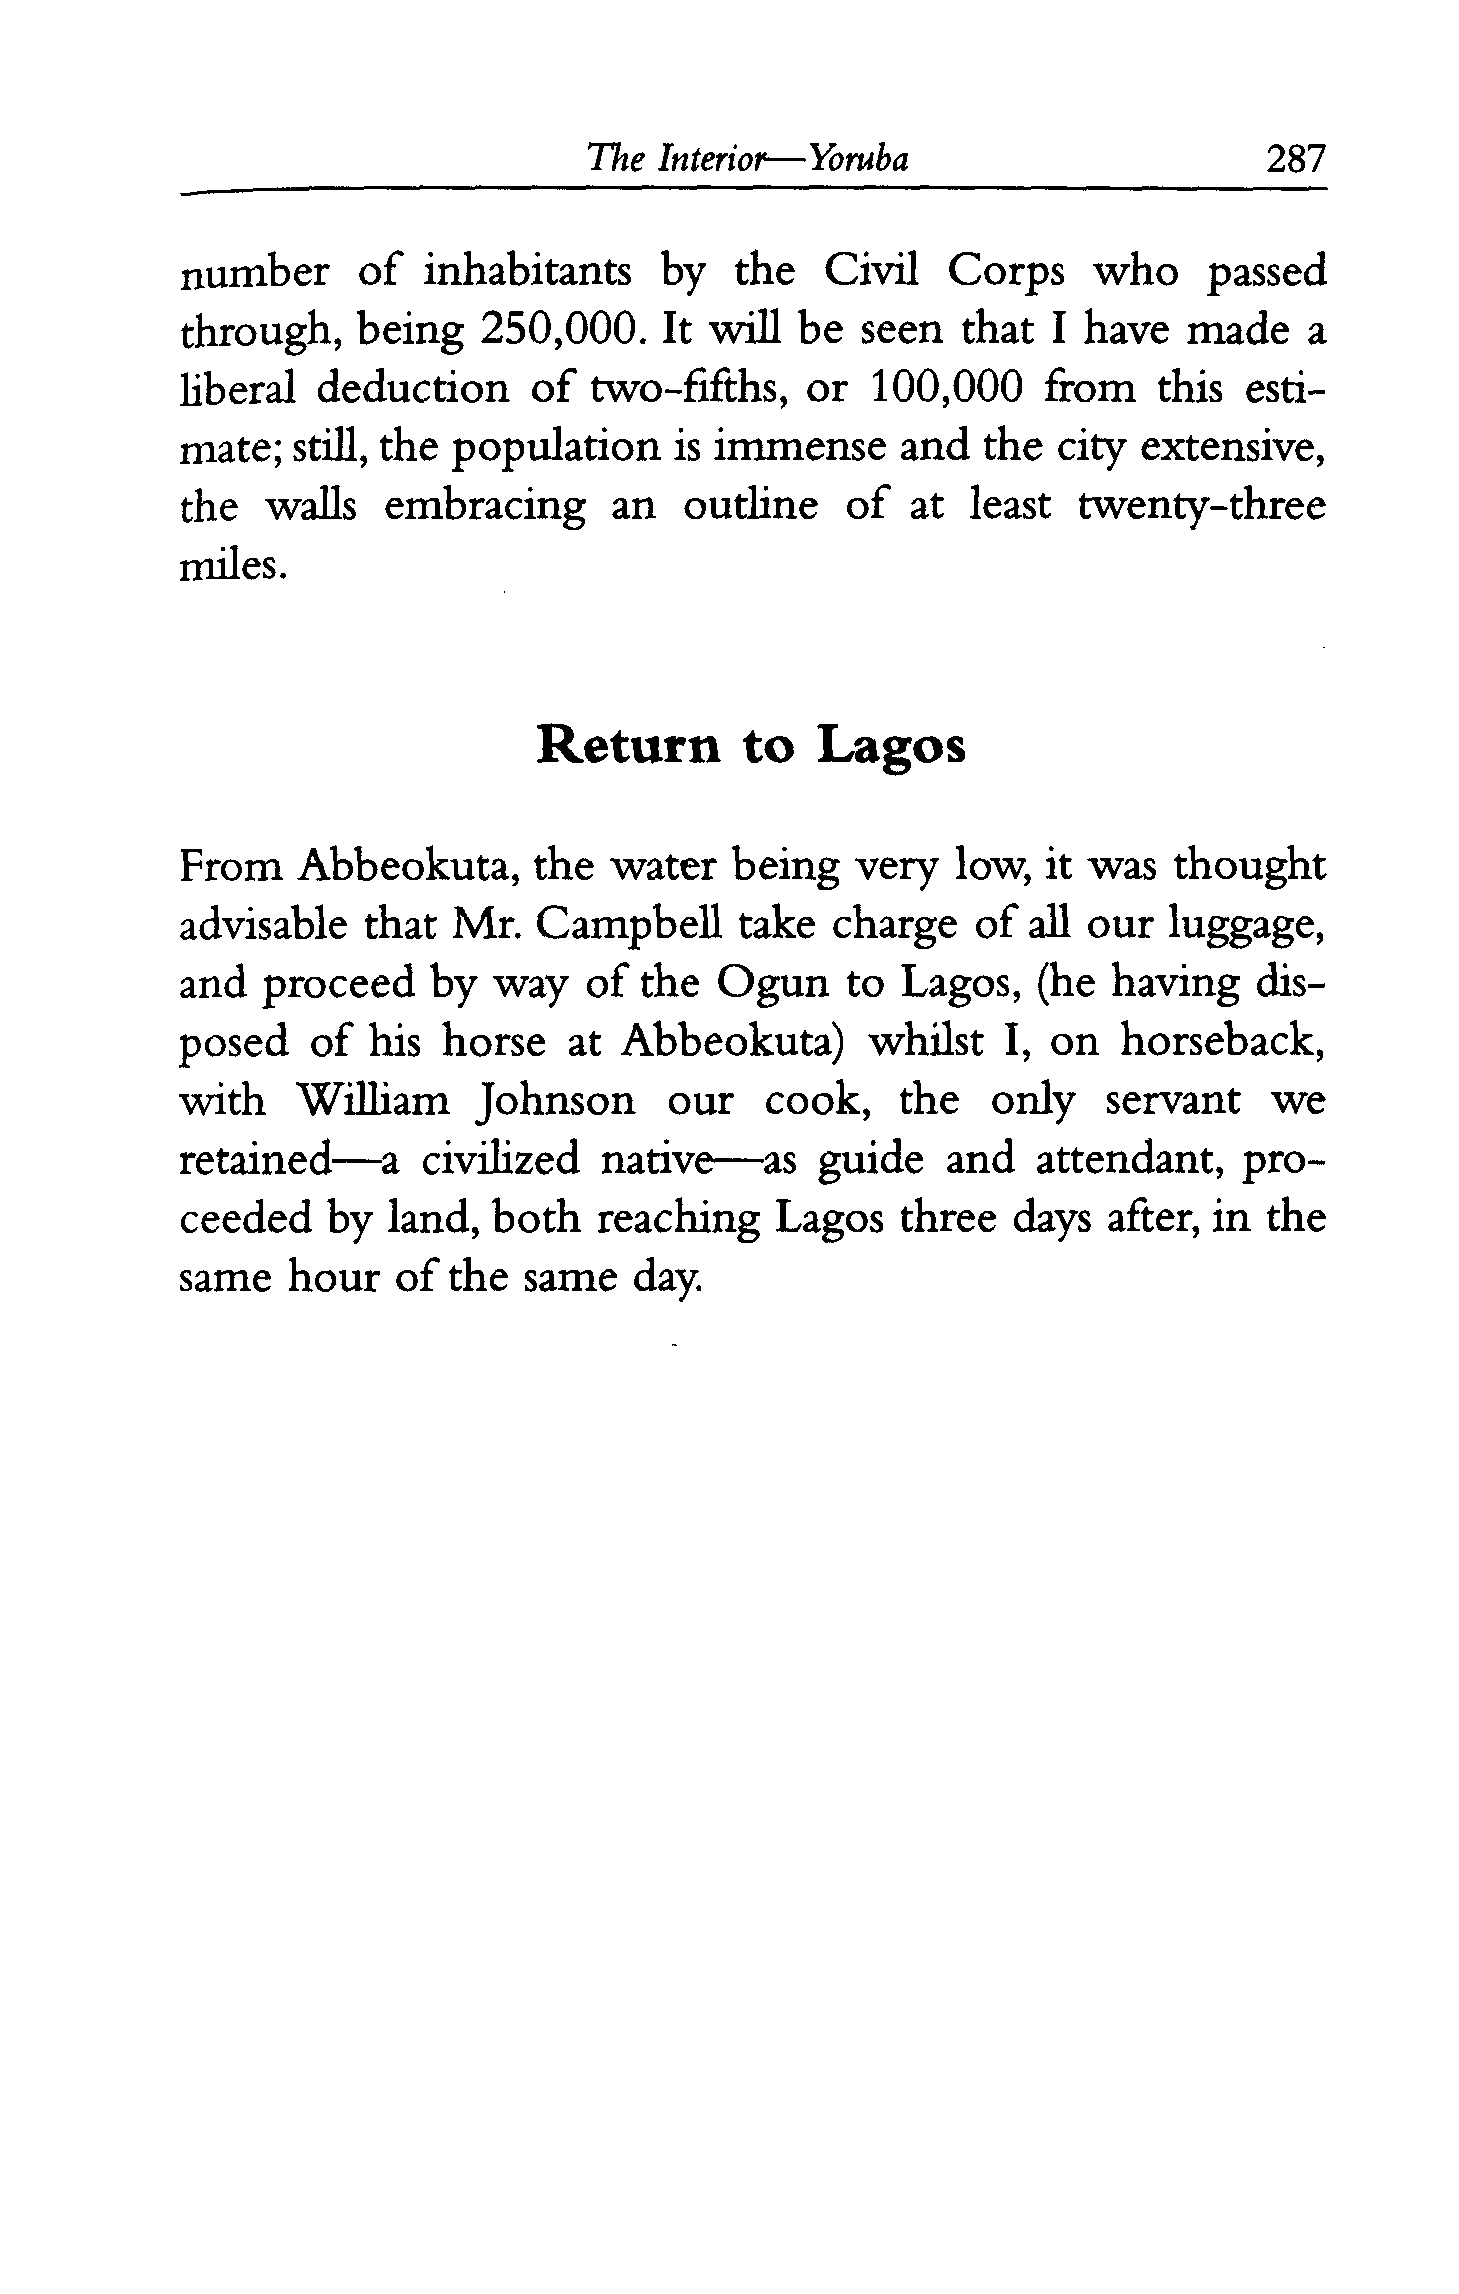 The Interior—Yoruba 287
number of inhabitants by the Civil Corps who passed
through, being 250,000. It will be seen that I have made a
liberal deduction of two-fifths, or 100,000 from this esti-
mate; still, the population is immense and the city extensive,
the walls embracing an outline of at least twenty-three
miles.
Return to Lagos
From Abbeokuta, the water being very low, it was thought
advisable that Mr. Campbell take charge of all our luggage,
and proceed by way of the Ogun to Lagos, (he having dis-
posed of his horse at Abbeokuta) whilst I, on horseback,
with William Johnson our cook, the only servant we
retained—a civilized native—as guide and attendant, pro-
ceeded by land, both reaching Lagos three days after, in the
same hour of the same day.